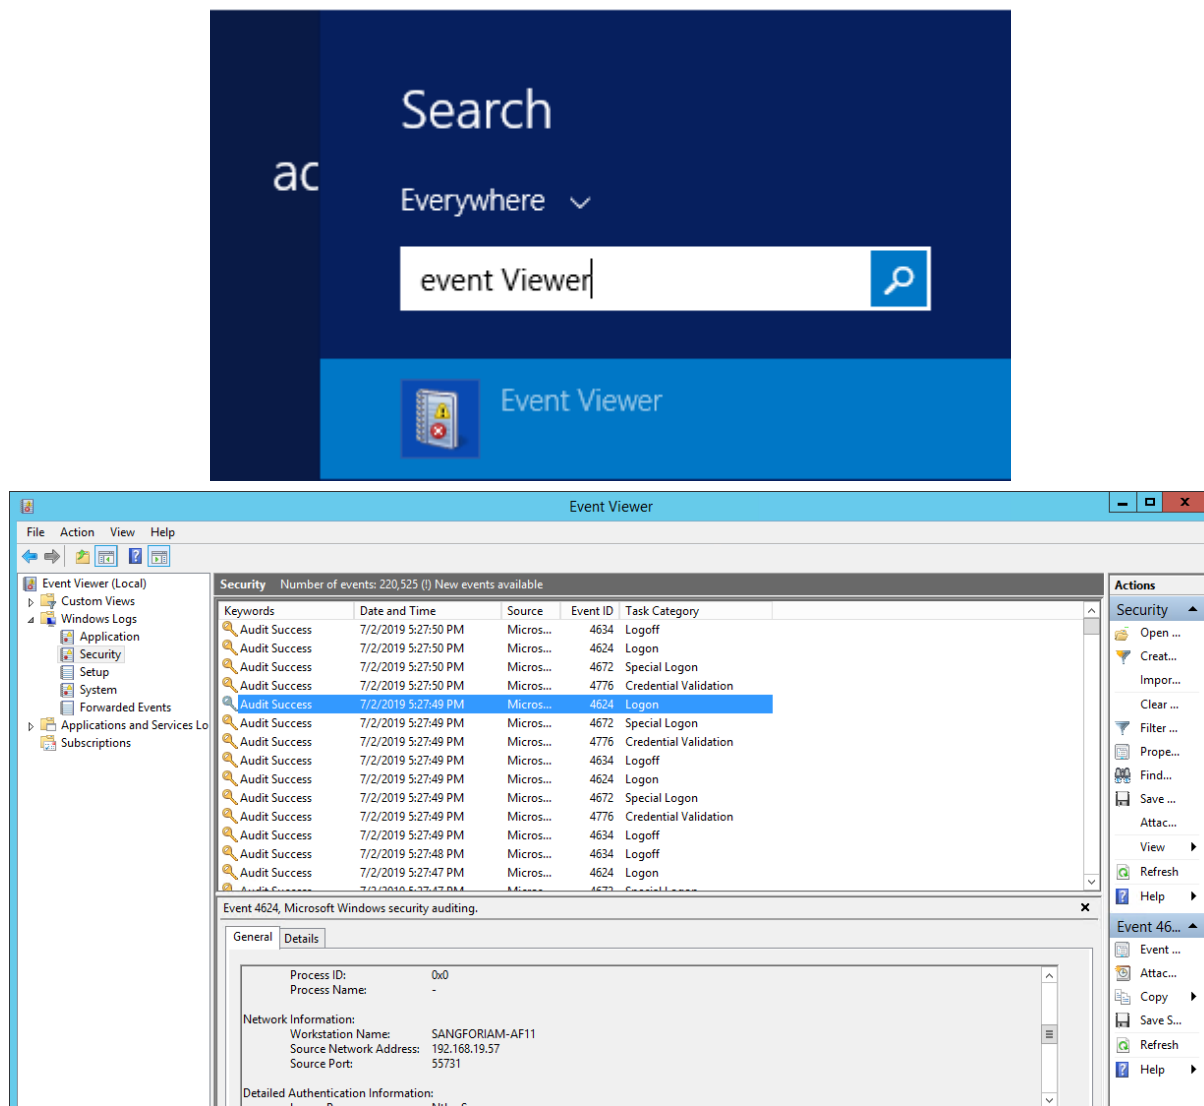 Search
ac
Everywhere
event Viewer
Event Viewer
Event Viewer
File Action View Help
Event Viewer (Local)
Custom Views
Windows Logs
Application
Security
Setup
System
Forwarded Events
Applications and Services Lo
Subscriptions
Security Number of events: 220,525 (!) New events available
Keywords Date and Time Source Event ID Task Category
Audit Success 7/2/2019 5:27:50 PM Micros... 4634 Logoff
Audit Success 7/2/2019 5:27:50 PM Micros... 4624 Logon
Audit Success 7/2/2019 5:27:50 PM Micros... 4672 Special Logon
Audit Success 7/2/2019 5:27:50 PM Micros... 4776 Credential Validation
Audit Success 7/2/2019 5:27:49 PM Micros... 4624 Logon
Audit Success 7/2/2019 5:27:49 PM Micros... 4672 Special Logon
Audit Success 7/2/2019 5:27:49 PM Micros... 4776 Credential Validation
Audit Success 7/2/2019 5:27:49 PM Micros... 4634 Logoff
Audit Success 7/2/2019 5:27:49 PM Micros... 4624 Logon
Audit Success 7/2/2019 5:27:49 PM Micros... 4672 Special Logon
Audit Success 7/2/2019 5:27:49 PM Micros... 4776 Credential Validation
Audit Success 7/2/2019 5:27:49 PM Micros... 4634 Logoff
Audit Success 7/2/2019 5:27:48 PM Micros... 4634 Logoff
Audit Success 7/2/2019 5:27:47 PM Micros... 4624 Logon
Audit Success 7/2/2019 5:27:47 PM Micros... 4672 Special Logon
Event 4624, Microsoft Windows security auditing.
General Details
Process ID: 0x0
Process Name: -
Network Information:
Workstation Name: SANGFORIAM-AF11
Source Network Address: 192.168.19.57
Source Port: 55731
Detailed Authentication Information:
Actions
Security
Open ...
Creat...
Impor...
Clear ...
Filter ...
Prope...
Find...
Save ...
Attac...
View
Refresh
Help
Event 46...
Event ...
Attac...
Copy
Save S...
Refresh
Help